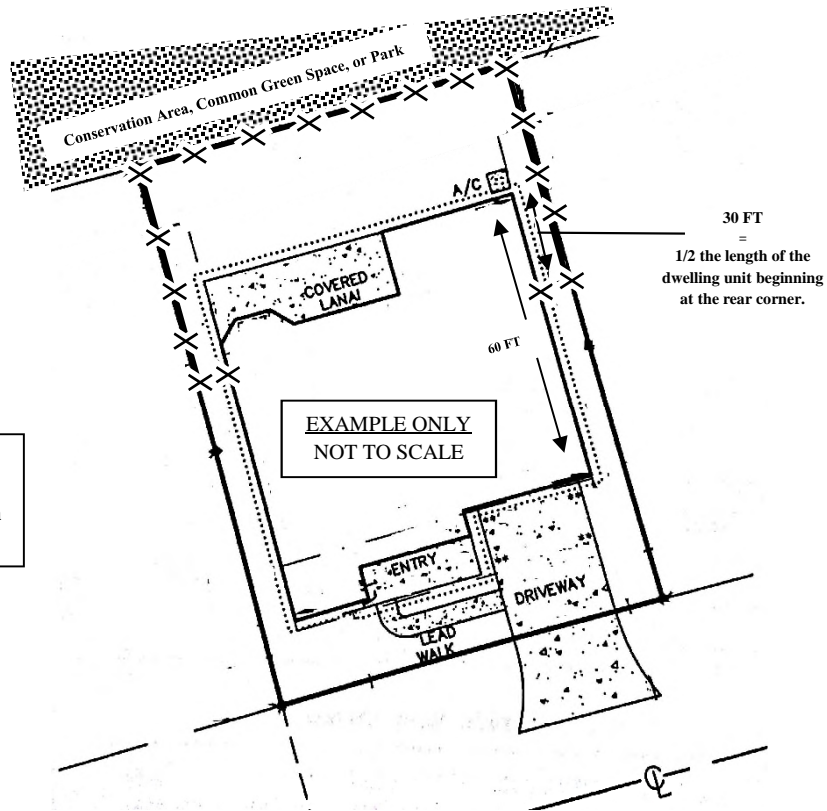 Conservation Area, Common Green Space, or Park
A/C
30 FT
=
1/2 the length of the
dwelling unit beginning
at the rear corner.
COVERED
LANAI
60 FT
EXAMPLE ONLY
NOT TO SCALE
ENTRY
DRIVEWAY
LEAD
WALK
℄